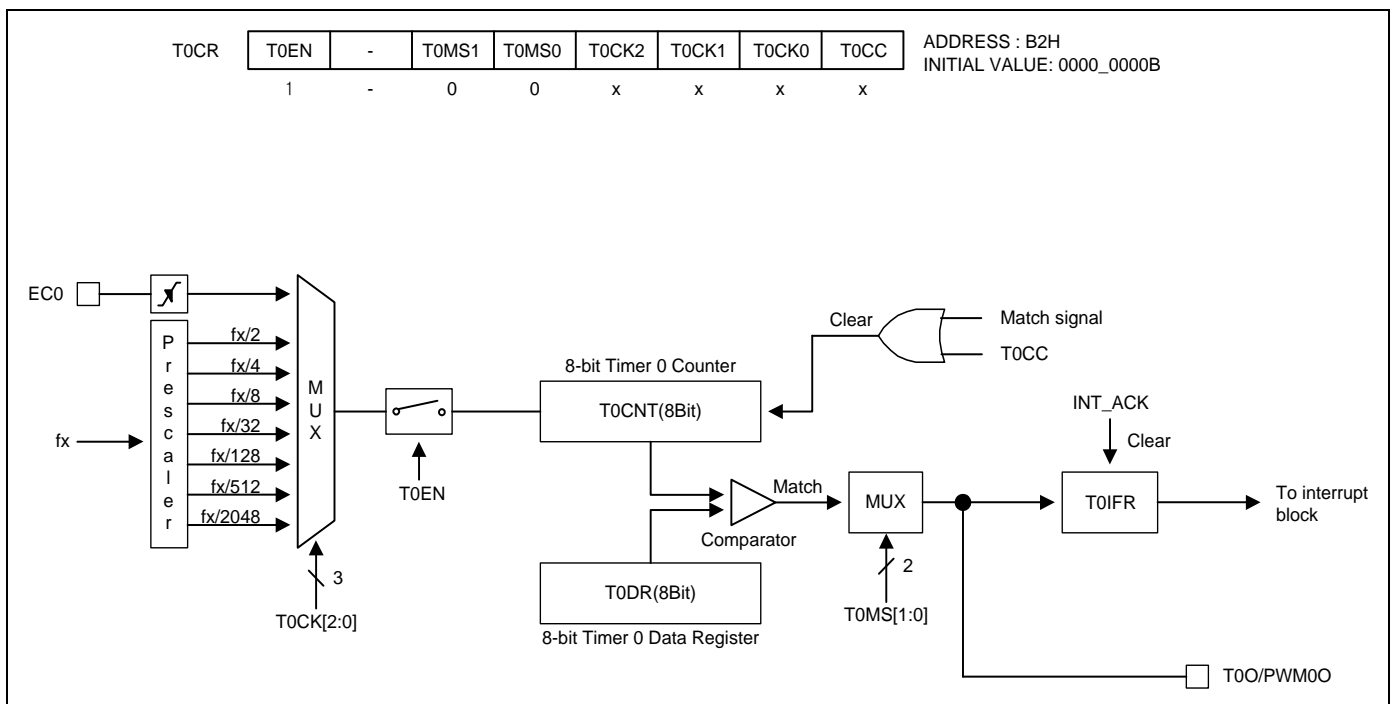 T0CR T0EN - T0MS1 T0MS0 T0CK2 T0CK1 T0CK0 T0CC
ADDRESS : B2H
INITIAL VALUE: 0000_0000B
1 - 0 0 x x x x
EC0
Prescaler
fx
fx/2
fx/4
fx/8
fx/32
fx/128
fx/512
fx/2048
MUX
3
T0CK[2:0]
T0EN
8-bit Timer 0 Counter
T0CNT(8Bit)
Clear
Match signal
T0CC
Match
Comparator
T0DR(8Bit)
8-bit Timer 0 Data Register
MUX
2
T0MS[1:0]
INT_ACK
Clear
T0IFR
To interrupt
block
T0O/PWM0O